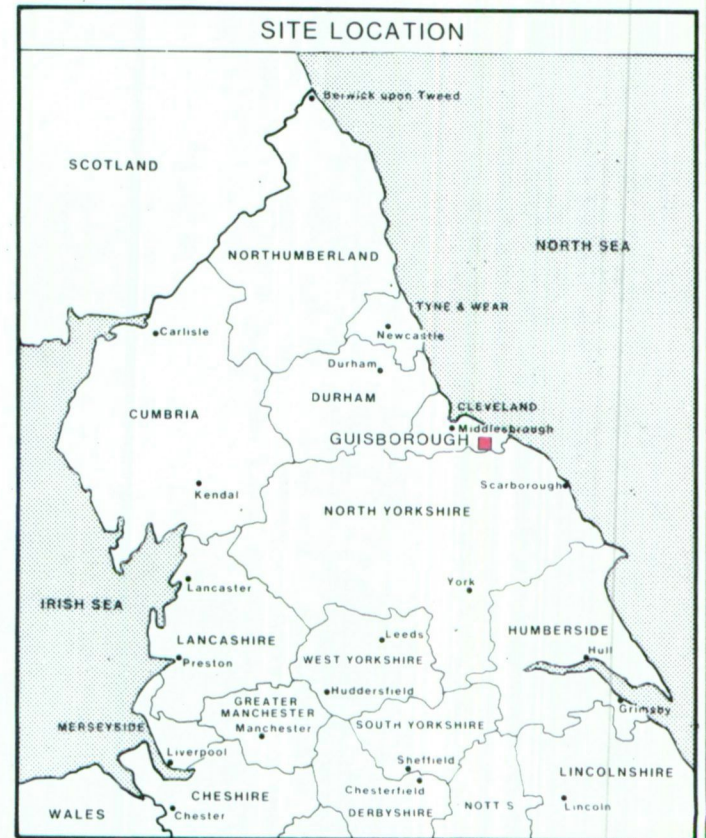 SITE LOCATION
Berwick upon Tweed
SCOTLAND
NORTH SEA
NORTHUMBERLAND
TYNE & WEAR
Carlisle
Newcastle
Durham
DURHAM
CLEVELAND
CUMBRIA
Middlesbrough
GUISBOROUGH
Kendal
Scarborough
NORTH YORKSHIRE
York
Lancaster
IRISH SEA
HUMBERSIDE
Leeds
LANCASHIRE
Hull
WEST YORKSHIRE
Preston
Huddersfield
GREATER
MANCHESTER
Grimsby
SOUTH YORKSHIRE
MERSEYSIDE
Manchester
Liverpool
Sheffield
LINCOLNSHIRE
Chesterfield
CHESHIRE
NOTT S
Lincoln
DERBYSHIRE
WALES
Chester